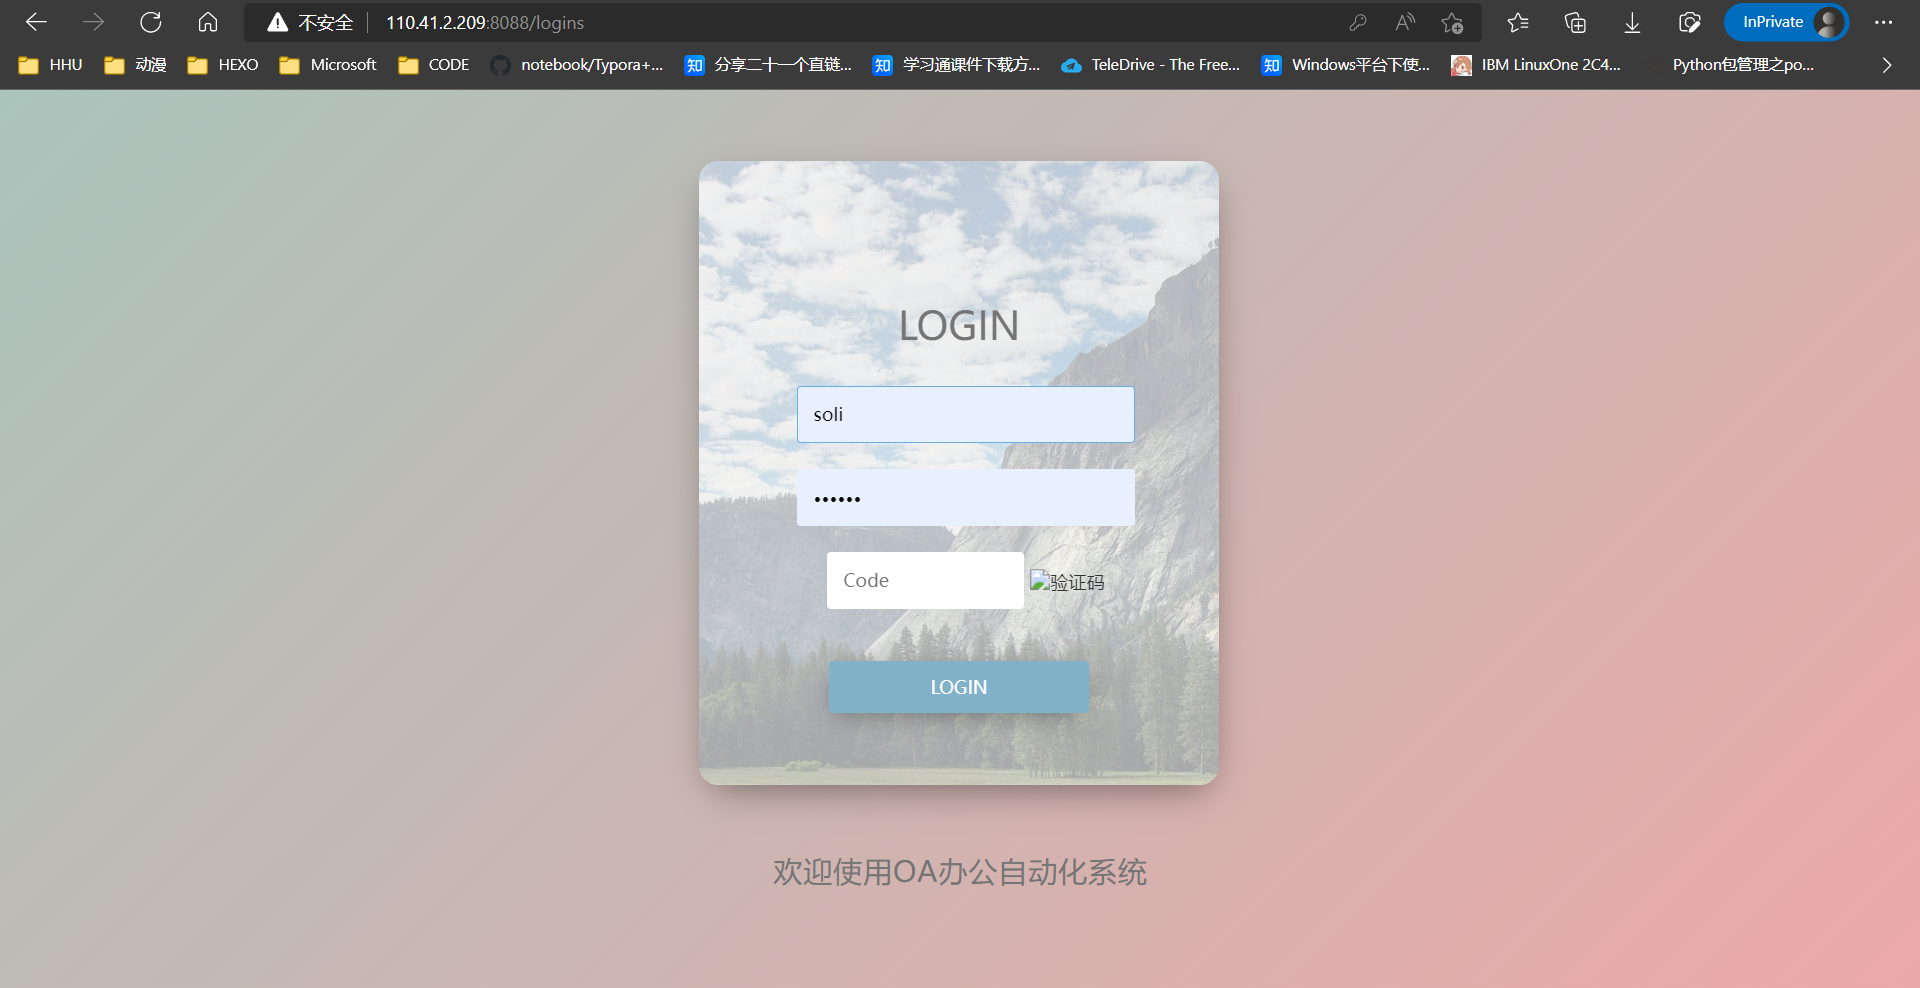 不安全 110.41.2.209:8088/logins InPrivate
HHU 动漫 HEXO Microsoft CODE notebook/Typora+... 知 分享二十一个直链... 知 学习通课件下载方... TeleDrive - The Free... 知 Windows平台下使... IBM LinuxOne 2C4... Python包管理之po...
LOGIN
soli
••••••
Code 验证码
LOGIN
欢迎使用OA办公自动化系统